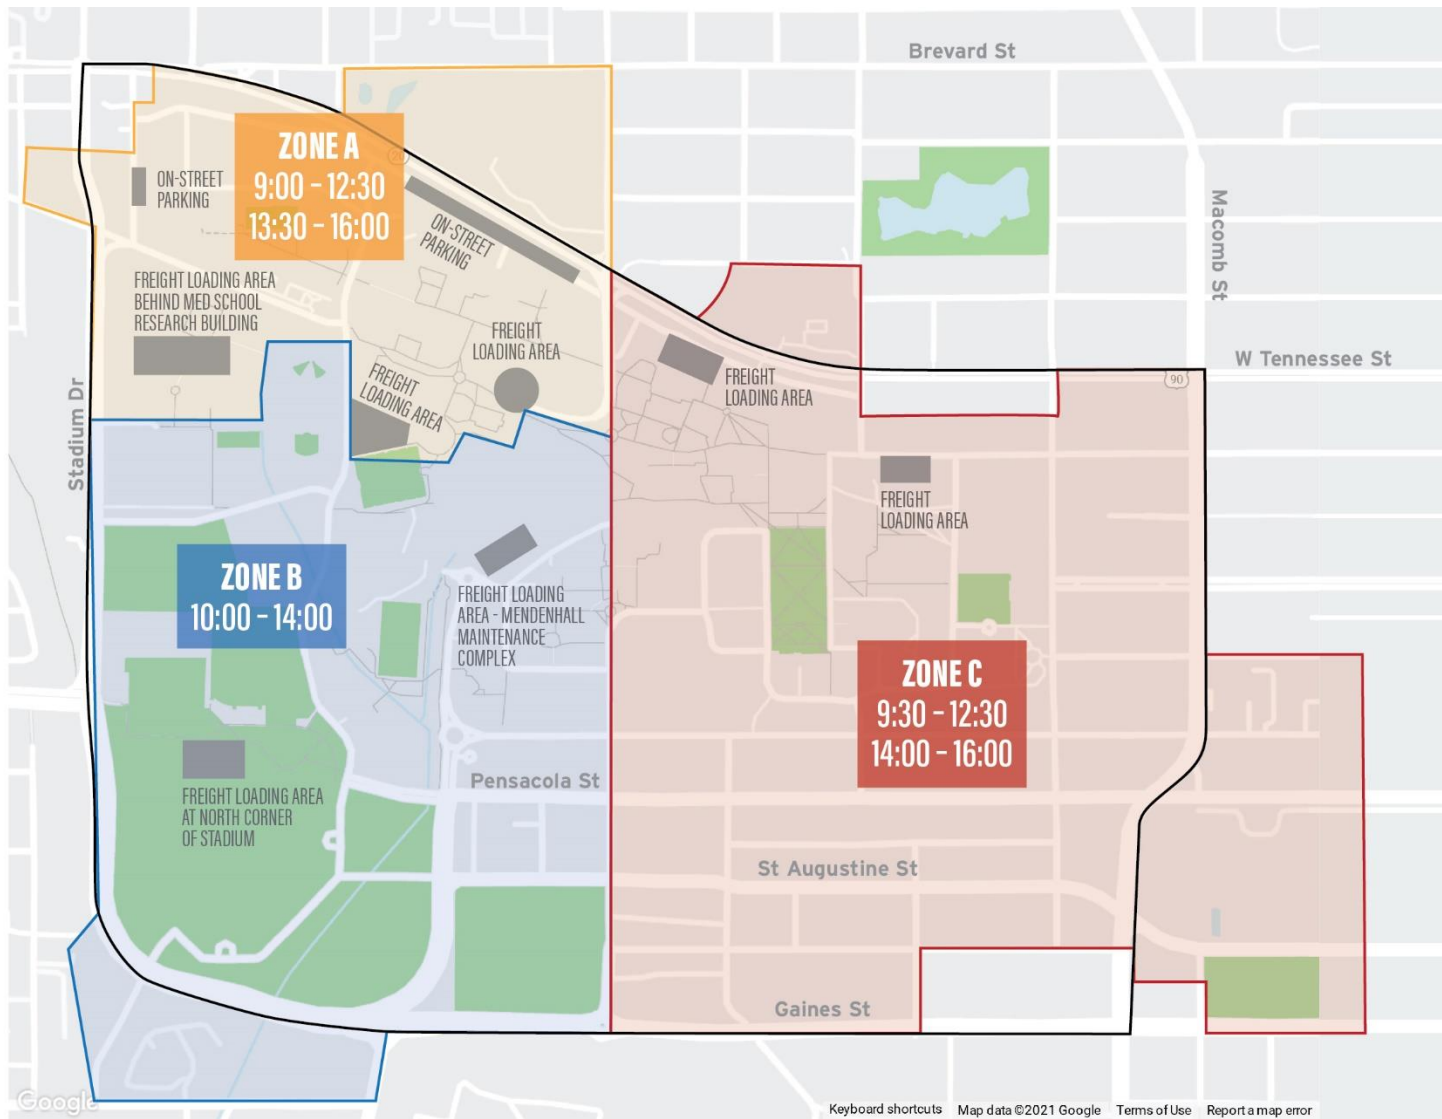 Brevard St
ZONE A
9:00 – 12:30
13:30 – 16:00
20
ON-STREET
PARKING
ON-STREET
PARKING
Macomb St
FREIGHT LOADING AREA
BEHIND MED SCHOOL
RESEARCH BUILDING
FREIGHT
LOADING AREA
FREIGHT
LOADING AREA
FREIGHT
LOADING AREA
W Tennessee St
90
Stadium Dr
FREIGHT
LOADING AREA
ZONE B
10:00 – 14:00
FREIGHT LOADING
AREA - MENDENHALL
MAINTENANCE
COMPLEX
ZONE C
9:30 – 12:30
14:00 – 16:00
Pensacola St
FREIGHT LOADING AREA
AT NORTH CORNER
OF STADIUM
St Augustine St
Gaines St
Google
Keyboard shortcuts
Map data ©2021 Google
Terms of Use
Report a map error